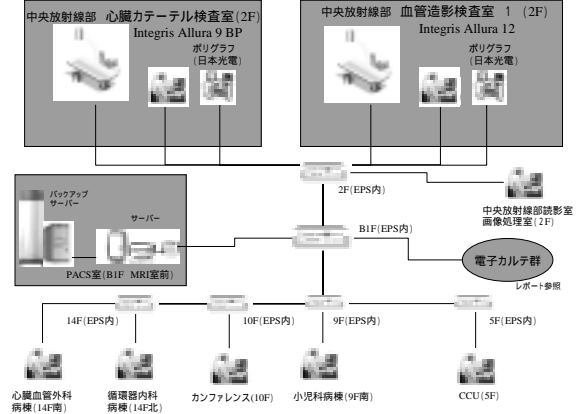 中央放射線部 心臓カテーテル検査室(2F)
Integris Allura 9 BP
ポリグラフ
(日本光電)
中央放射線部 血管造影検査室 1 (2F)
Integris Allura 12
ポリグラフ
(日本光電)
2F(EPS内)
中央放射線部読影室
画像処理室(2F)
バックアップ
サーバー
サーバー
PACS室(B1F MRI室前)
B1F(EPS内)
電子カルテ群
レポート参照
14F(EPS内)
10F(EPS内)
9F(EPS内)
5F(EPS内)
心臓血管外科
病棟(14F南)
循環器内科
病棟(14F北)
カンファレンス(10F)
小児科病棟(9F南)
CCU(5F)